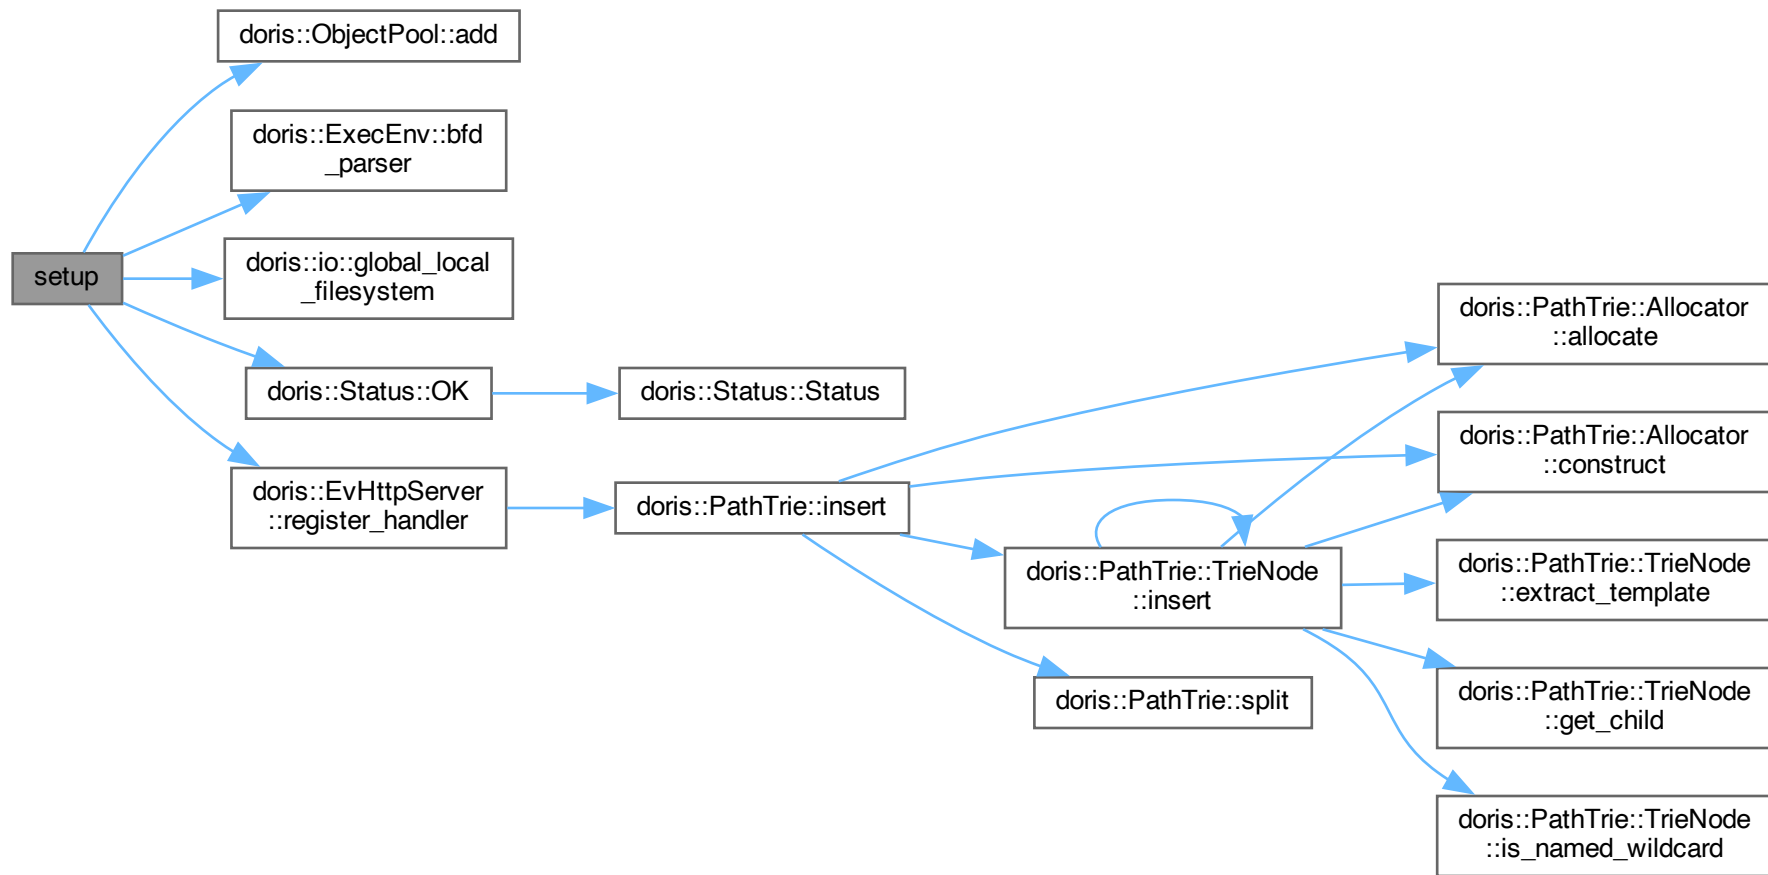 doris::ObjectPool::add
doris::ExecEnv::bfd
_parser
setup
doris::io::global_local
_filesystem
doris::Status::OK
doris::Status::Status
doris::EvHttpServer
::register_handler
doris::PathTrie::insert
doris::PathTrie::Allocator
::allocate
doris::PathTrie::Allocator
::construct
doris::PathTrie::TrieNode
::insert
doris::PathTrie::TrieNode
::extract_template
doris::PathTrie::split
doris::PathTrie::TrieNode
::get_child
doris::PathTrie::TrieNode
::is_named_wildcard